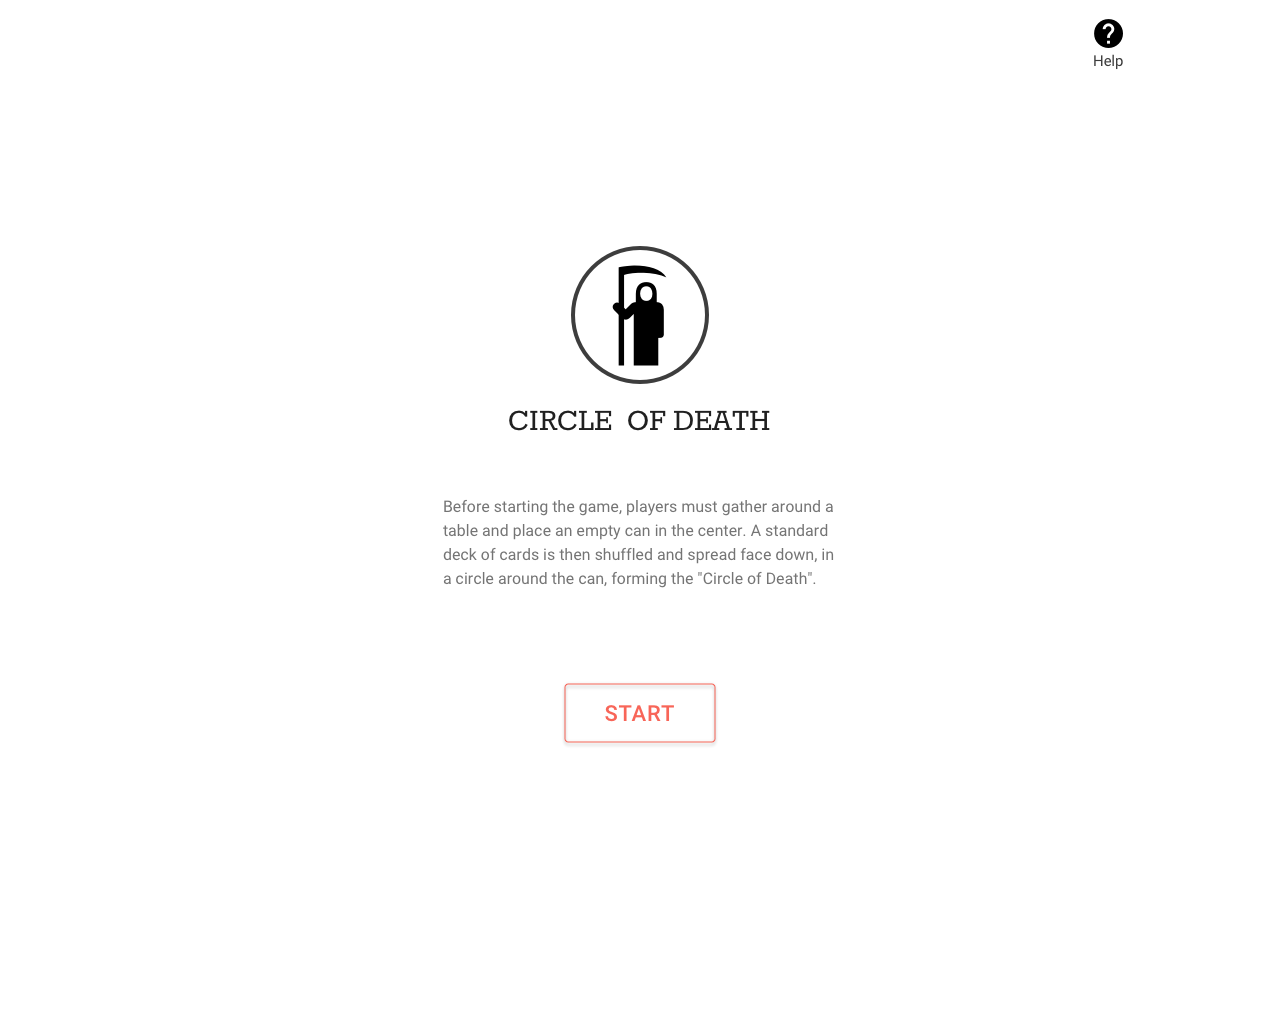 Help
CIRCLE  OF DEATH
Before starting the game, players must gather around a
table and place an empty can in the center. A standard
deck of cards is then shuffled and spread face down, in
a circle around the can, forming the "Circle of Death".
START